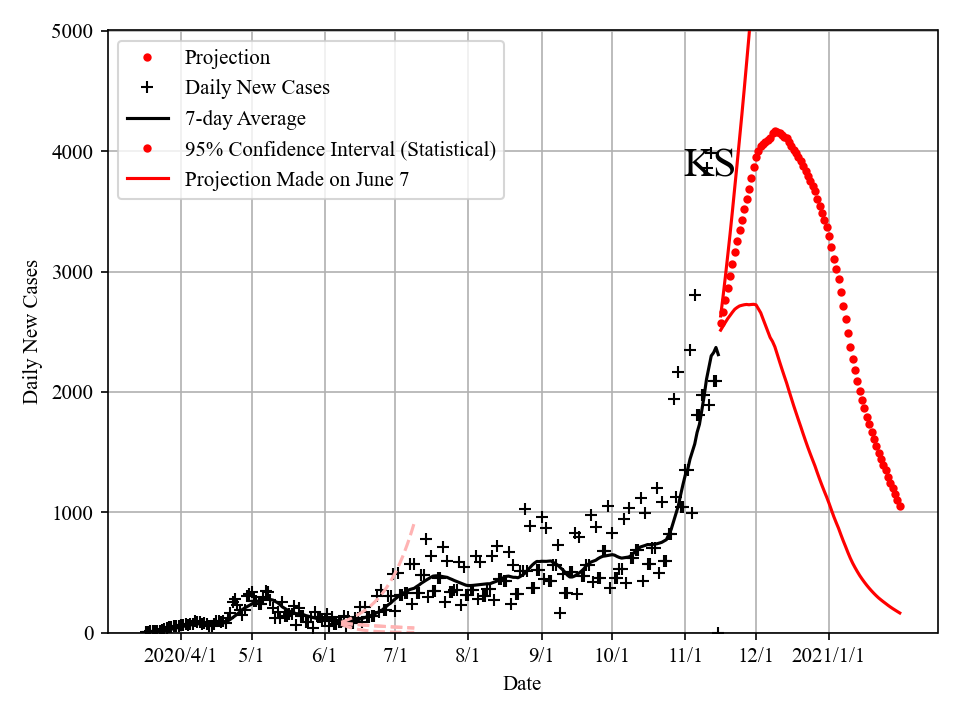 5000
4000
3000
2000
1000
0
Daily New Cases
Projection
Daily New Cases
7-day Average
95% Confidence Interval (Statistical)
Projection Made on June 7
KS
2020/4/1 5/1 6/1 7/1 8/1 9/1 10/1 11/1 12/1 2021/1/1
Date